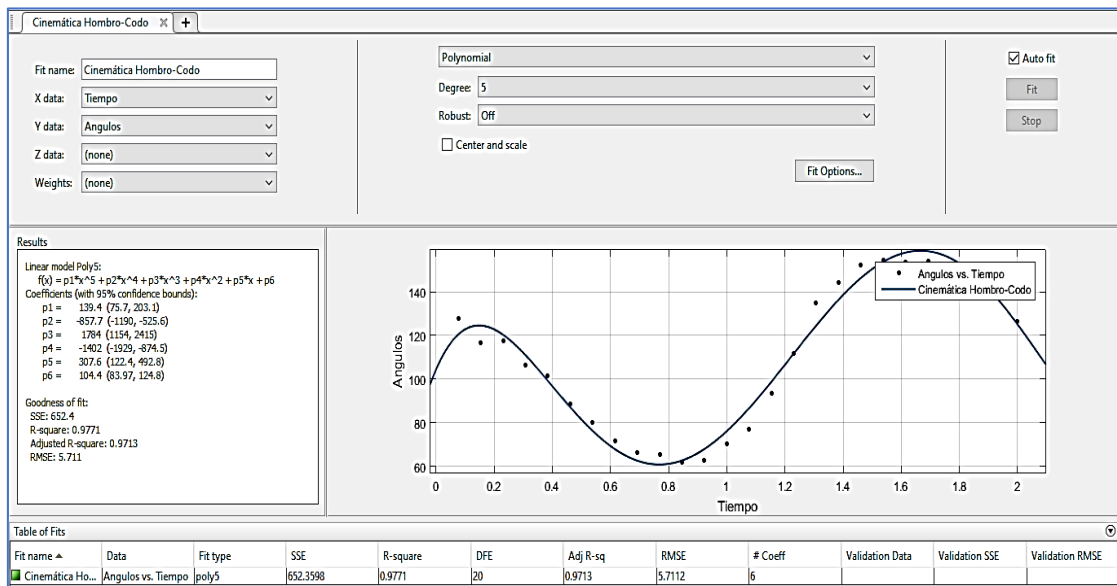 Cinemática Hombro-Codo
Fit name: Cinemática Hombro-Codo
X data: Tiempo
Y data: Angulos
Z data: (none)
Weights: (none)
Polynomial
Degree: 5
Robust: Off
Center and scale
Fit Options...
Auto fit
Fit
Stop
Results
Linear model Poly5:
f(x) = p1*x^5 + p2*x^4 + p3*x^3 + p4*x^2 + p5*x + p6
Coefficients (with 95% confidence bounds):
p1 = 139.4 (75.7, 203.1)
p2 = -857.7 (-1190, -525.6)
p3 = 1784 (1154, 2415)
p4 = -1402 (-1929, -874.5)
p5 = 307.6 (122.4, 492.8)
p6 = 104.4 (83.97, 124.8)
Goodness of fit:
SSE: 652.4
R-square: 0.9771
Adjusted R-square: 0.9713
RMSE: 5.711
Angulos
140
120
100
80
60
0 0.2 0.4 0.6 0.8 1 1.2 1.4 1.6 1.8 2
Tiempo
Angulos vs. Tiempo
Cinemática Hombro-Codo
Table of Fits
Fit name Data Fit type SSE R-square DFE Adj R-sq RMSE # Coeff Validation Data Validation SSE Validation RMSE
Cinemática Ho... Angulos vs. Tiempo poly5 652.3598 0.9771 20 0.9713 5.7112 6